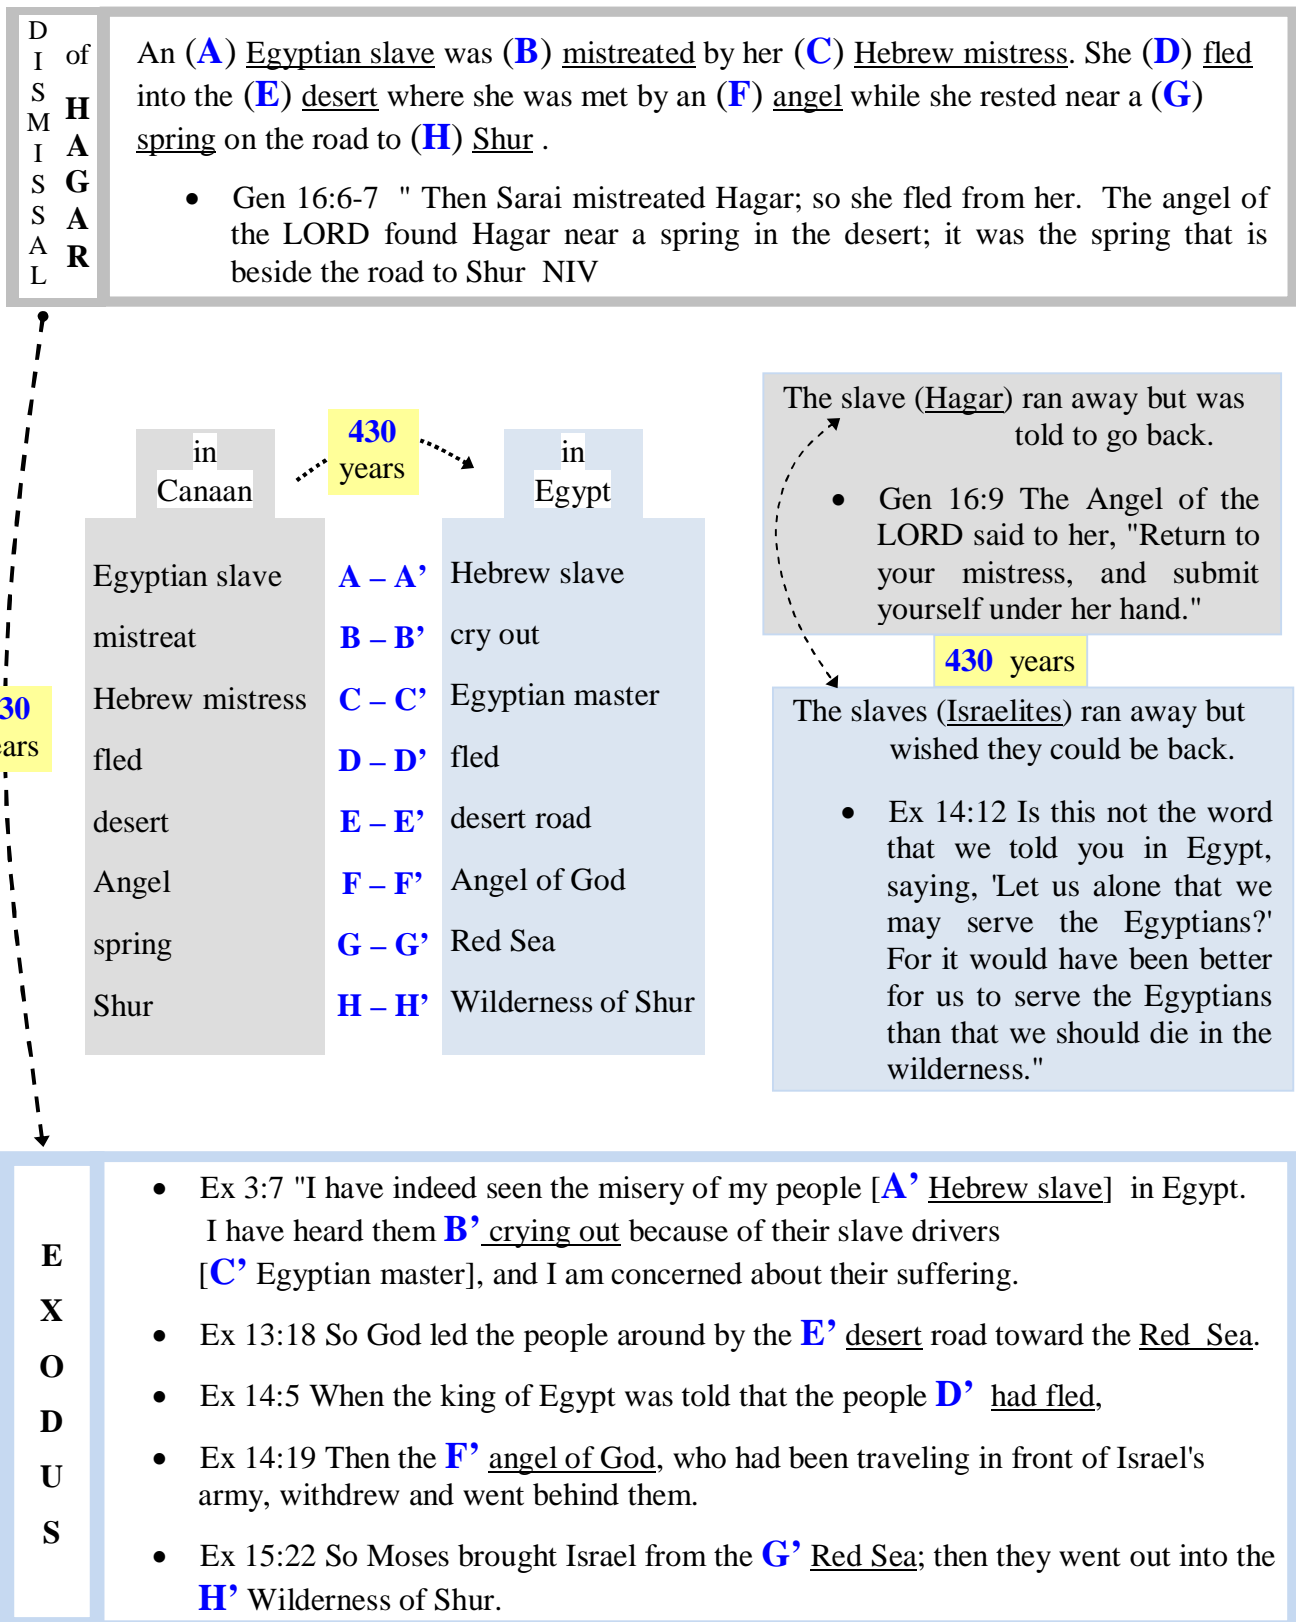 DISMISSAL
of
HAGAR
An (A) Egyptian slave was (B) mistreated by her (C) Hebrew mistress. She (D) fled
into the (E) desert where she was met by an (F) angel while she rested near a (G)
spring on the road to (H) Shur .
• Gen 16:6-7 " Then Sarai mistreated Hagar; so she fled from her. The angel of
the LORD found Hagar near a spring in the desert; it was the spring that is
beside the road to Shur NIV
in
Canaan
430
years
in
Egypt
Egyptian slave A – A’ Hebrew slave
mistreat B – B’ cry out
Hebrew mistress C – C’ Egyptian master
fled D – D’ fled
desert E – E’ desert road
Angel F – F’ Angel of God
spring G – G’ Red Sea
Shur H – H’ Wilderness of Shur
30
ears
The slave (Hagar) ran away but was
told to go back.
• Gen 16:9 The Angel of the
LORD said to her, "Return to
your mistress, and submit
yourself under her hand."
430 years
The slaves (Israelites) ran away but
wished they could be back.
• Ex 14:12 Is this not the word
that we told you in Egypt,
saying, 'Let us alone that we
may serve the Egyptians?'
For it would have been better
for us to serve the Egyptians
than that we should die in the
wilderness."
EXODUS
• Ex 3:7 "I have indeed seen the misery of my people [A’ Hebrew slave] in Egypt.
I have heard them B’ crying out because of their slave drivers
[C’ Egyptian master], and I am concerned about their suffering.
• Ex 13:18 So God led the people around by the E’ desert road toward the Red Sea.
• Ex 14:5 When the king of Egypt was told that the people D’ had fled,
• Ex 14:19 Then the F’ angel of God, who had been traveling in front of Israel's
army, withdrew and went behind them.
• Ex 15:22 So Moses brought Israel from the G’ Red Sea; then they went out into the
H’ Wilderness of Shur.